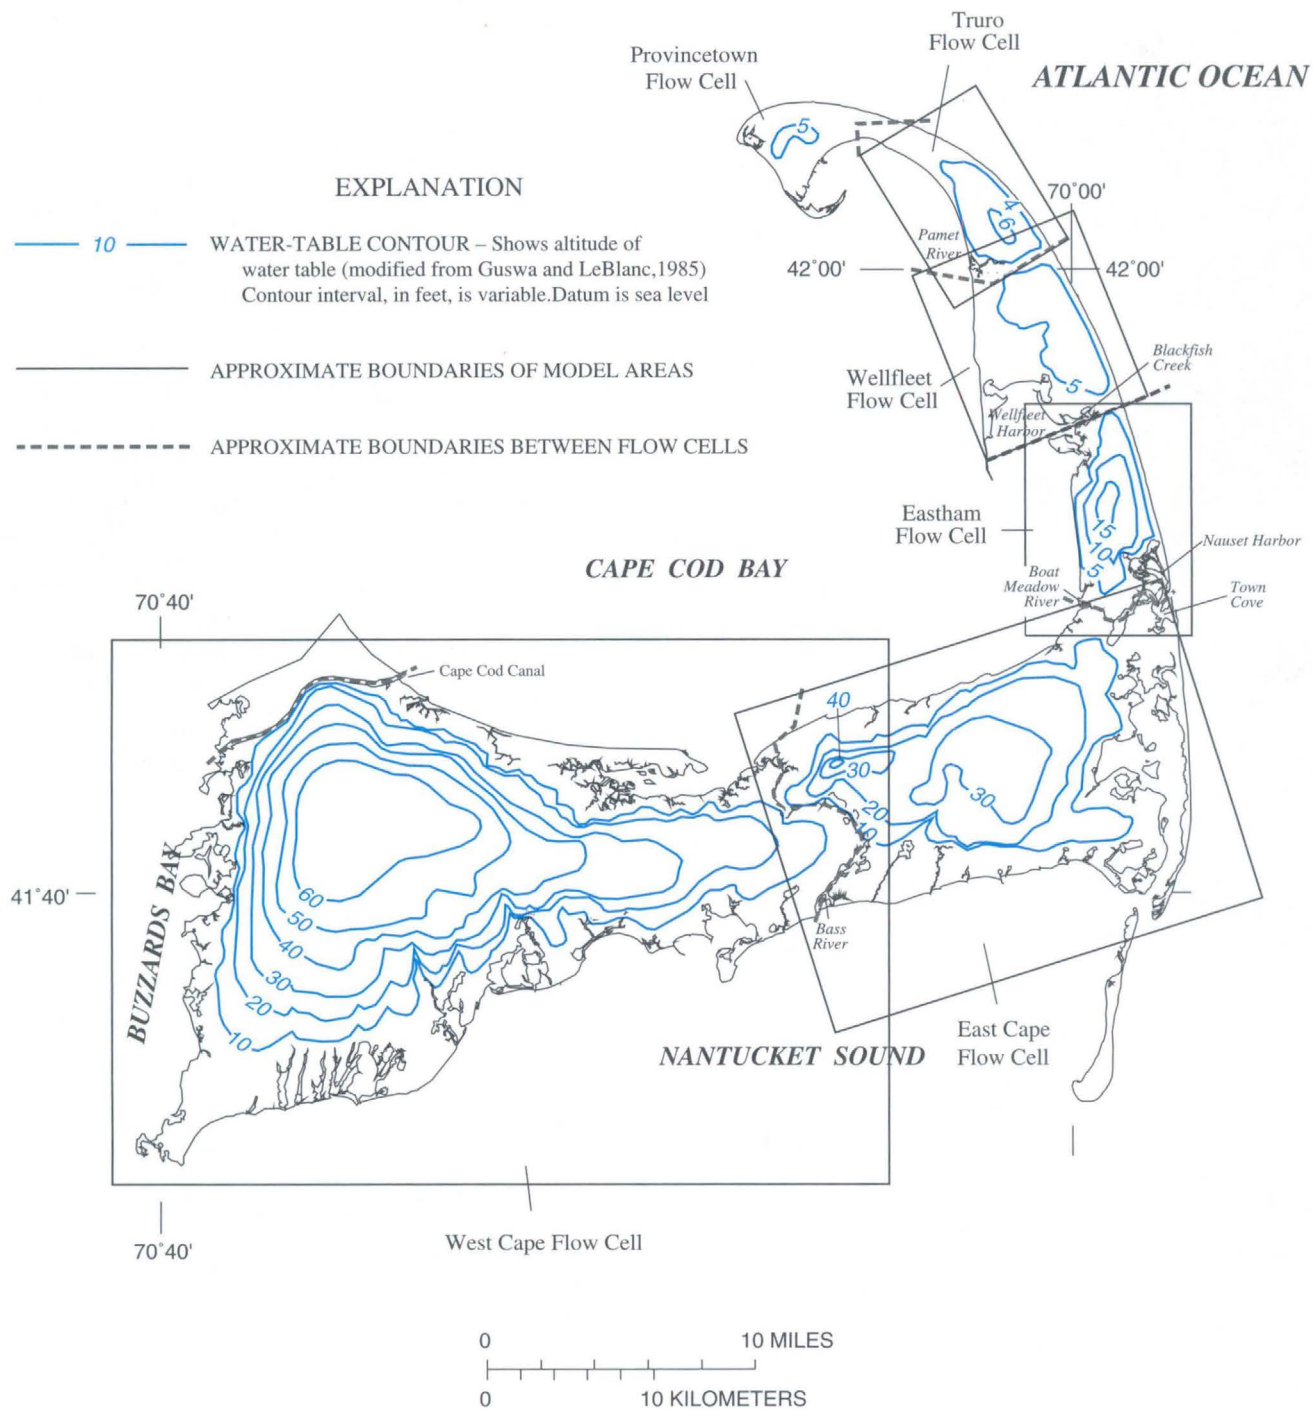 Truro
Flow Cell
Provincetown
Flow Cell
ATLANTIC OCEAN
5
EXPLANATION
70°00'
10
WATER-TABLE CONTOUR – Shows altitude of
water table (modified from Guswa and LeBlanc,1985)
Contour interval, in feet, is variable.Datum is sea level
4
6
Pamet
River
42°00'
42°00'
APPROXIMATE BOUNDARIES OF MODEL AREAS
Blackfish
Creek
Wellfleet
Flow Cell
5
Wellfleet
Harbor
APPROXIMATE BOUNDARIES BETWEEN FLOW CELLS
Eastham
Flow Cell
15
10
5
Nauset Harbor
CAPE COD BAY
Boat
Meadow
River
Town
Cove
70°40'
Cape Cod Canal
40
30
20
10
30
BUZZARDS BAY
41°40'
60
50
40
30
20
10
Bass
River
NANTUCKET SOUND
East Cape
Flow Cell
70°40'
West Cape Flow Cell
0 10 MILES
0 10 KILOMETERS